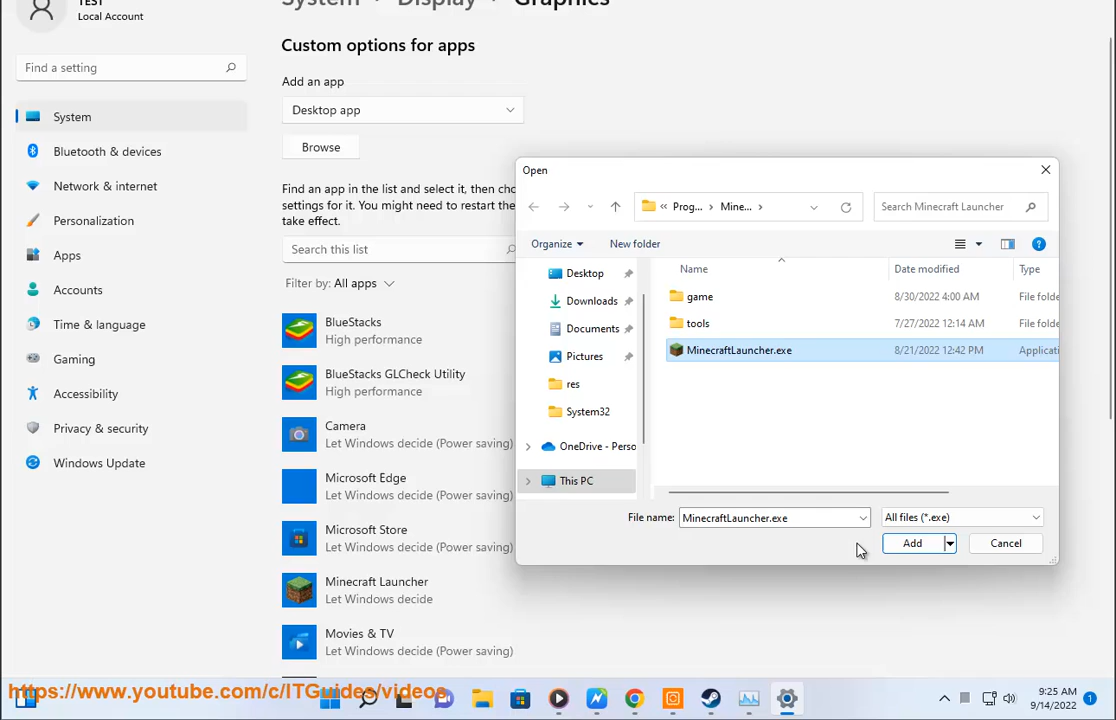 System > Display > Graphics
TEST
Local Account
Find a setting
System
Bluetooth & devices
Network & internet
Personalization
Apps
Accounts
Time & language
Gaming
Accessibility
Privacy & security
Windows Update
Custom options for apps
Add an app
Desktop app
Browse
Find an app in the list and select it, then cho
settings for it. You might need to restart the
take effect.
Search this list
Filter by: All apps
BlueStacks
High performance
BlueStacks GLCheck Utility
High performance
Camera
Let Windows decide (Power saving)
Microsoft Edge
Let Windows decide (Power saving)
Microsoft Store
Let Windows decide (Power saving)
Minecraft Launcher
Let Windows decide
Movies & TV
Let Windows decide (Power saving)
Open
« Prog... > Mine... >
Search Minecraft Launcher
Organize
New folder
Desktop
Downloads
Documents
Pictures
res
System32
OneDrive - Perso
This PC
Name Date modified Type
game 8/30/2022 4:00 AM File folde
tools 7/27/2022 12:14 AM File folde
MinecraftLauncher.exe 8/21/2022 12:42 PM Applicati
File name: MinecraftLauncher.exe
All files (*.exe)
Add
Cancel
https://www.youtube.com/c/ITGuides/videos
9:25 AM
9/14/2022
1